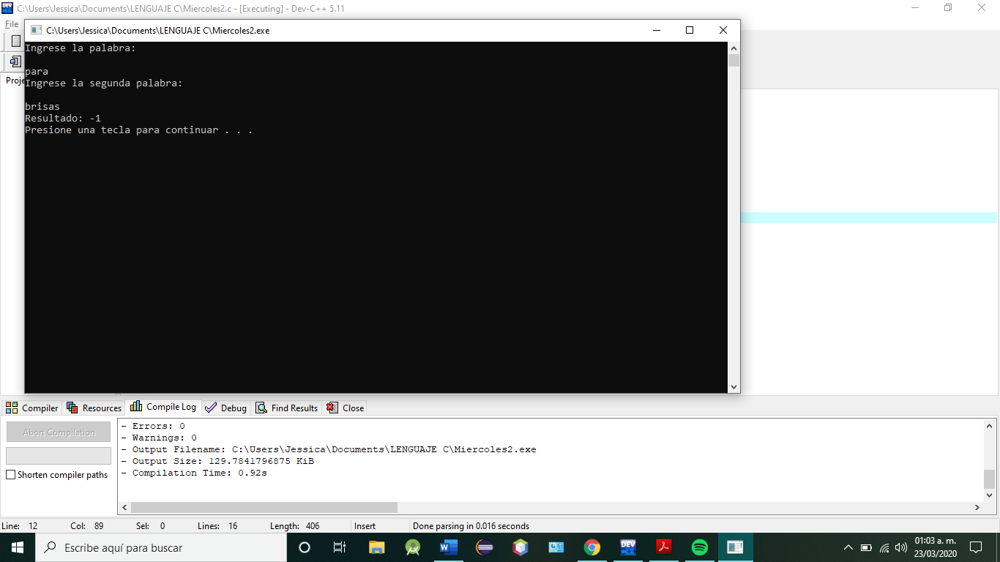 C:\Users\Jessica\Documents\LENGUAJE C\Miercoles2.c - [Executing] - Dev-C++ 5.11
File
C:\Users\Jessica\Documents\LENGUAJE C\Miercoles2.exe
Ingrese la palabra:
para
Proje
Ingrese la segunda palabra:
brisas
Resultado: -1
Presione una tecla para continuar . . .
Compiler Resources Compile Log Debug Find Results Close
Abort Compilation
Shorten compiler paths
- Errors: 0
- Warnings: 0
- Output Filename: C:\Users\Jessica\Documents\LENGUAJE C\Miercoles2.exe
- Output Size: 129.7841796875 KiB
- Compilation Time: 0.92s
Line: 12 Col: 89 Sel: 0 Lines: 16 Length: 406 Insert Done parsing in 0.016 seconds
Escribe aquí para buscar
01:03 a. m.
23/03/2020